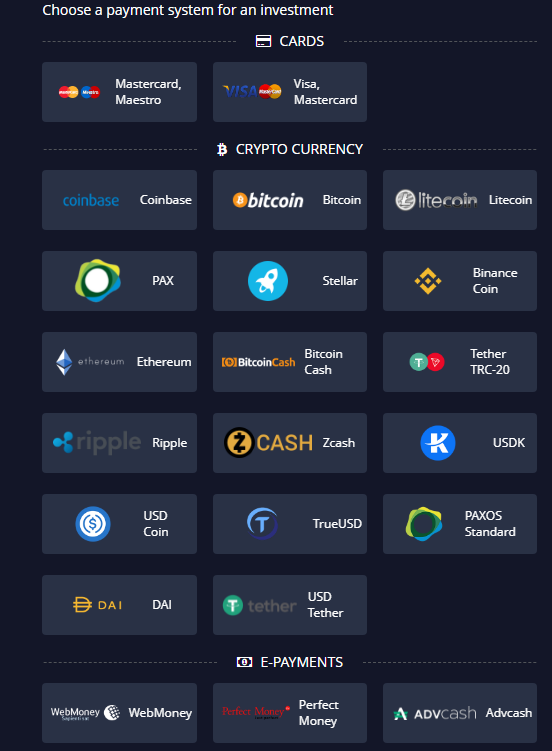 Choose a payment system for an investment
CARDS
MasterCard Maestro Mastercard,
Maestro
VISA MasterCard Visa,
Mastercard
CRYPTO CURRENCY
coinbase Coinbase
bitcoin Bitcoin
litecoin Litecoin
PAX
Stellar
Binance
Coin
ethereum Ethereum
BitcoinCash Bitcoin
Cash
Tether
TRC-20
ripple Ripple
ZCASH Zcash
USDK
USD
Coin
TrueUSD
PAXOS
Standard
DAI DAI
tether USD
Tether
E-PAYMENTS
WebMoney WebMoney
Perfect Money Perfect
Money
ADVcash Advcash